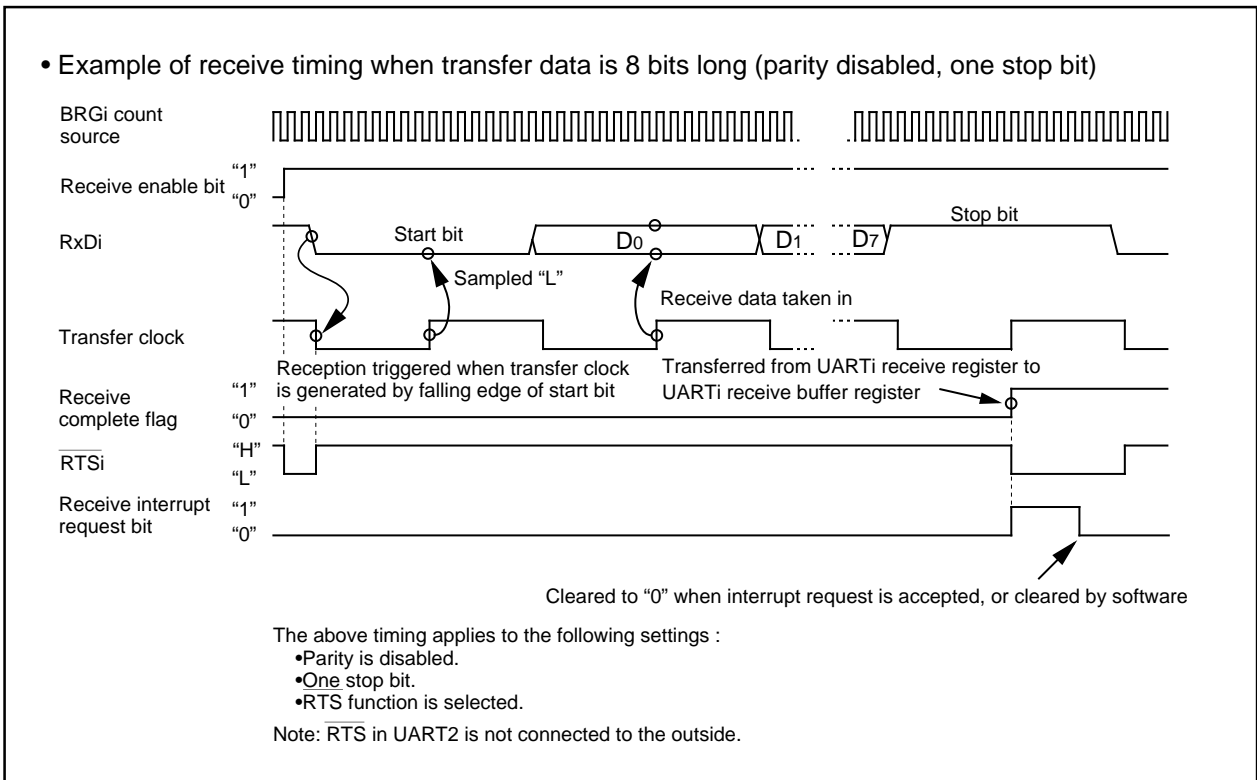 • Example of receive timing when transfer data is 8 bits long (parity disabled, one stop bit)
BRGi count
source
Receive enable bit
“1”
“0”
RxDi
Start bit
D0
D1
D7
Stop bit
Sampled “L”
Receive data taken in
Transfer clock
Reception triggered when transfer clock
is generated by falling edge of start bit
Transferred from UARTi receive register to
UARTi receive buffer register
Receive
complete flag
“1”
“0”
RTSi
“H”
“L”
Receive interrupt
request bit
“1”
“0”
Cleared to “0” when interrupt request is accepted, or cleared by software
The above timing applies to the following settings :
•Parity is disabled.
•One stop bit.
•RTS function is selected.
Note: RTS in UART2 is not connected to the outside.